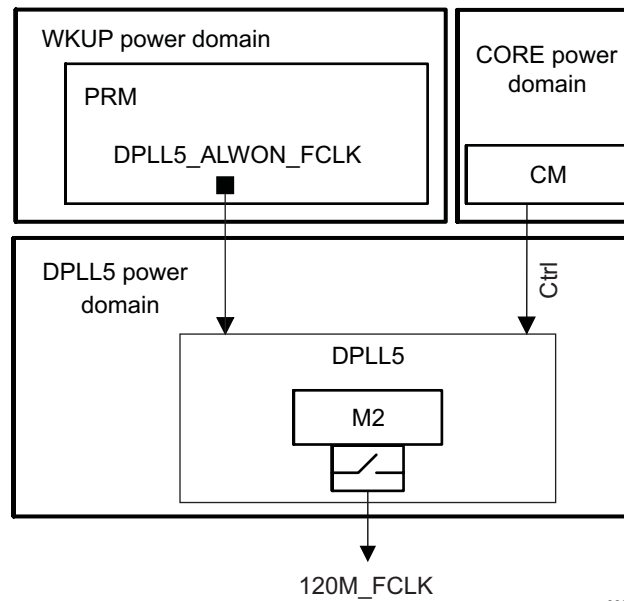 WKUP power domain
PRM
DPLL5_ALWON_FCLK
CORE power
domain
CM
DPLL5 power
domain
Ctrl
DPLL5
M2
120M_FCLK